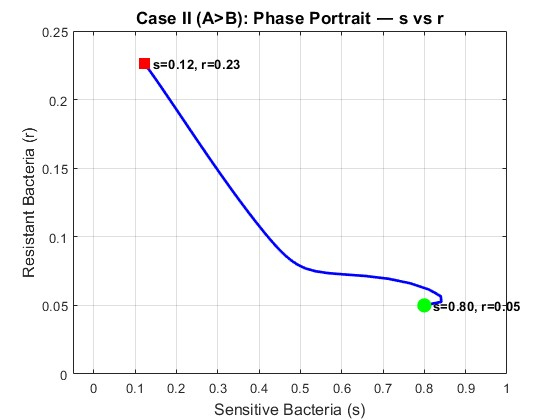 Case II (A>B): Phase Portrait — s vs r
0.25
0.2
0.15
0.1
0.05
0
Resistant Bacteria (r)
s=0.12, r=0.23
s=0.80, r=0.05
0 0.1 0.2 0.3 0.4 0.5 0.6 0.7 0.8 0.9 1
Sensitive Bacteria (s)